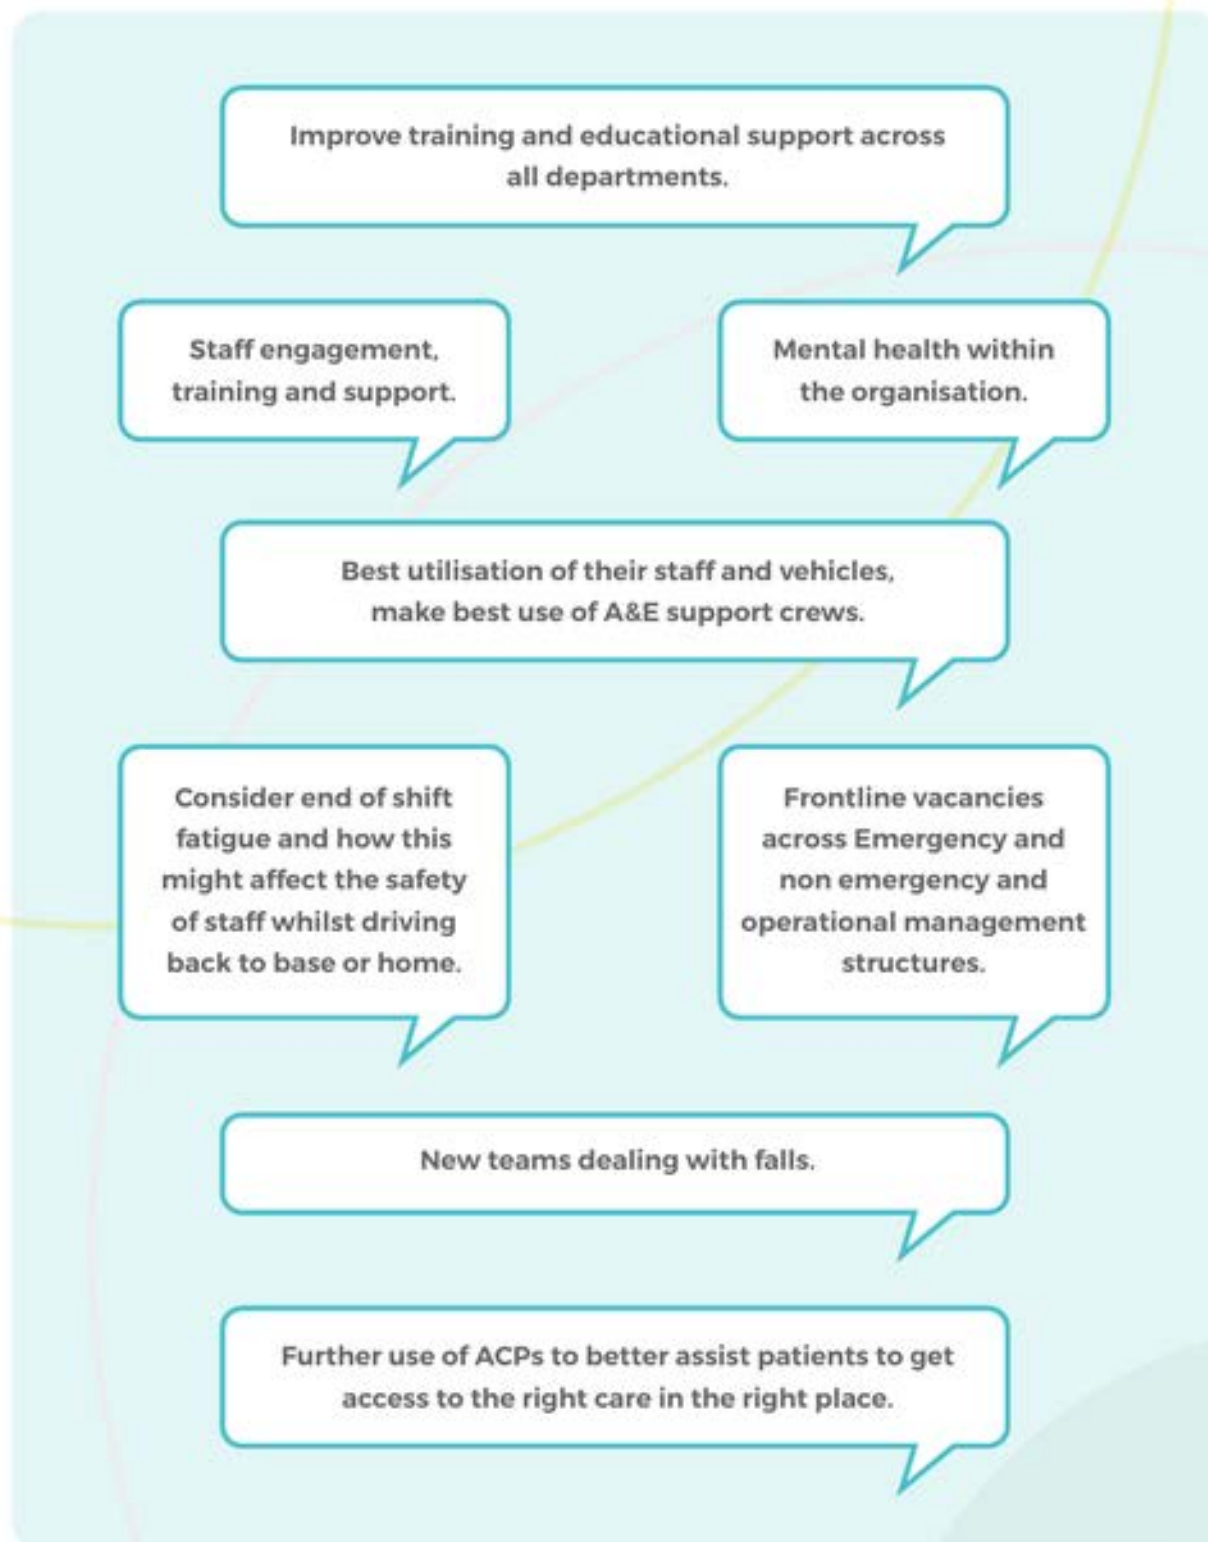 Improve training and educational support across
all departments.
Staff engagement,
training and support.
Mental health within
the organisation.
Best utilisation of their staff and vehicles,
make best use of A&E support crews.
Consider end of shift
fatigue and how this
might affect the safety
of staff whilst driving
back to base or home.
Frontline vacancies
across Emergency and
non emergency and
operational management
structures.
New teams dealing with falls.
Further use of ACPs to better assist patients to get
access to the right care in the right place.